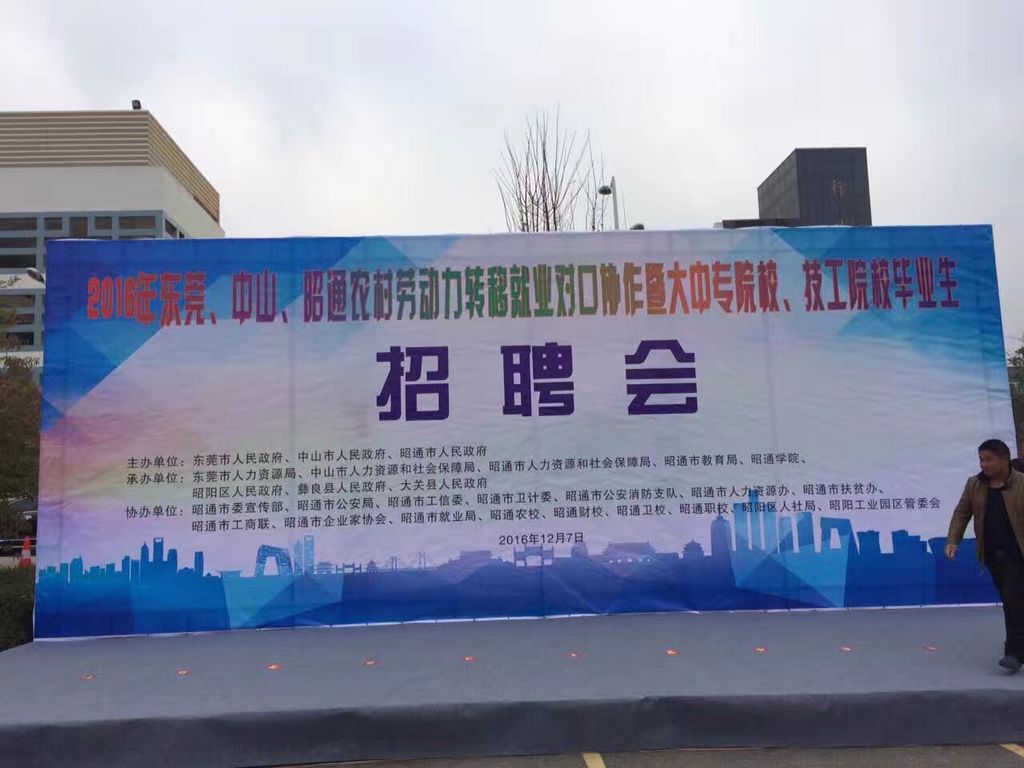 2016年东莞、中山、昭通农村劳动力转移就业对口协作暨大中专院校、技工院校毕业生
招聘会
主办单位：东莞市人民政府、中山市人民政府、昭通市人民政府
承办单位：东莞市人力资源局、中山市人力资源和社会保障局、昭通市人力资源和社会保障局、昭通市教育局、昭通学院、
昭阳区人民政府、彝良县人民政府、大关县人民政府
协办单位：昭通市委宣传部、昭通市公安局、昭通市工信委、昭通市卫计委、昭通市公安消防支队、昭通市人力资源办、昭通市扶贫办、
昭通市工商联、昭通市企业家协会、昭通市就业局、昭通农校、昭通财校、昭通卫校、昭通职校、昭阳区人社局、昭阳工业园区管委会
2016年12月7日
行